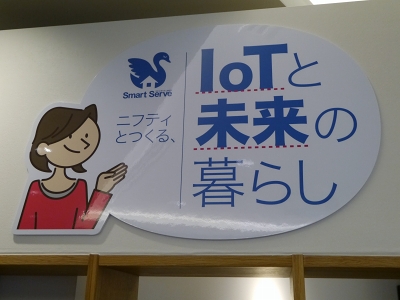 Smart Serve
ニフティ
とつくる、
IoTと
未来の
暮らし